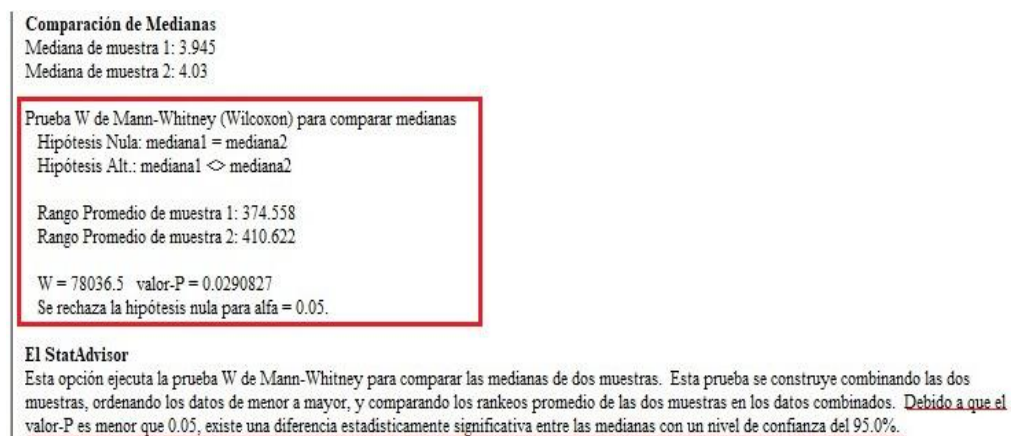 Comparación de Medianas
Mediana de muestra 1: 3.945
Mediana de muestra 2: 4.03
Prueba W de Mann-Whitney (Wilcoxon) para comparar medianas
Hipótesis Nula: mediana1 = mediana2
Hipótesis Alt.: mediana1 <> mediana2
Rango Promedio de muestra 1: 374.558
Rango Promedio de muestra 2: 410.622
W = 78036.5 valor-P = 0.0290827
Se rechaza la hipótesis nula para alfa = 0.05.
El StatAdvisor
Esta opción ejecuta la prueba W de Mann-Whitney para comparar las medianas de dos muestras. Esta prueba se construye combinando las dos
muestras, ordenando los datos de menor a mayor, y comparando los rankeos promedio de las dos muestras en los datos combinados. Debido a que el
valor-P es menor que 0.05, existe una diferencia estadísticamente significativa entre las medianas con un nivel de confianza del 95.0%.